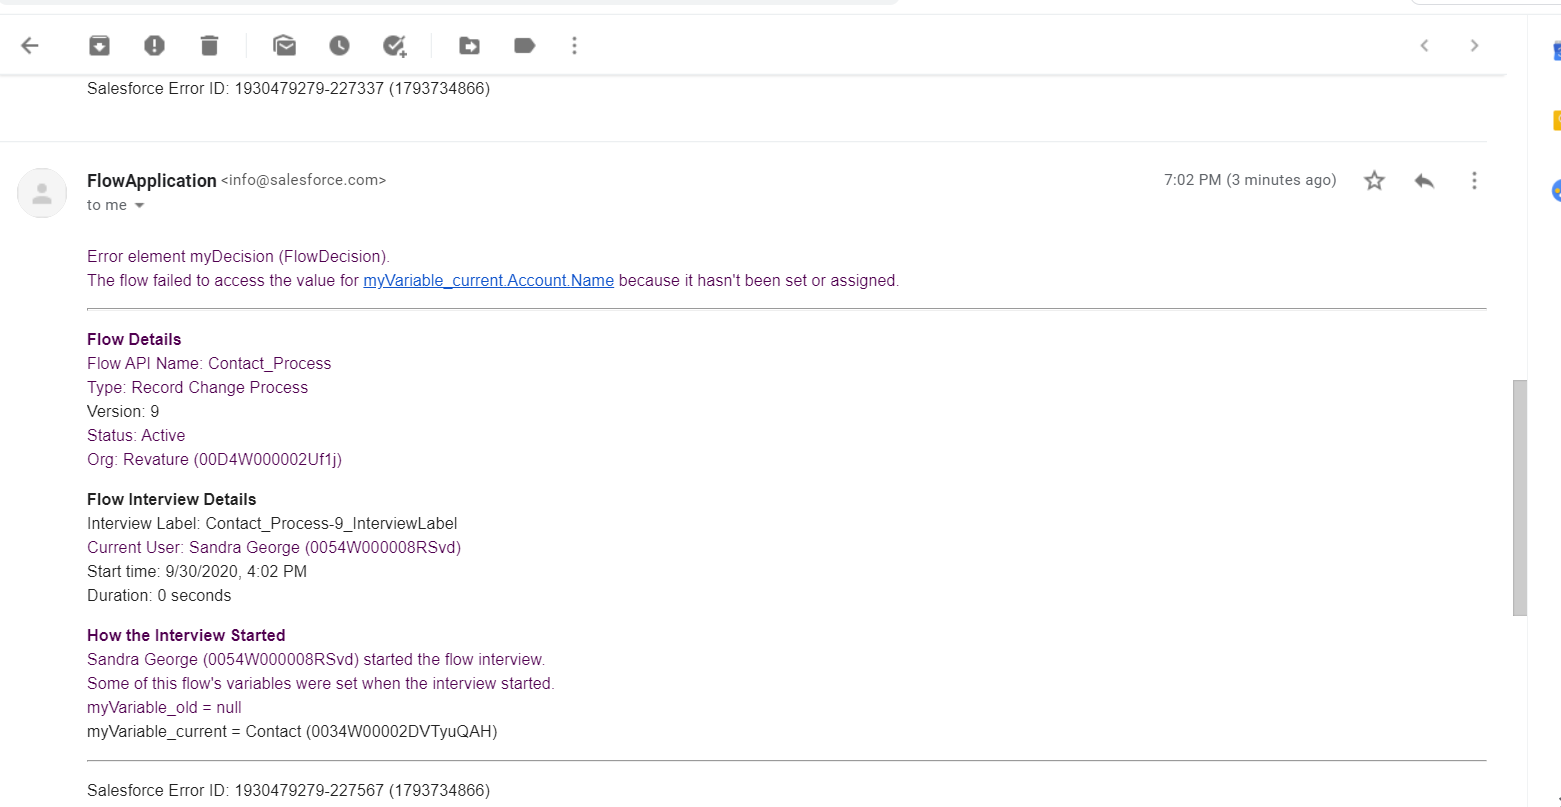 Salesforce Error ID: 1930479279-227337 (1793734866)
FlowApplication <info@salesforce.com>
7:02 PM (3 minutes ago)
to me
Error element myDecision (FlowDecision).
The flow failed to access the value for myVariable_current.Account.Name because it hasn't been set or assigned.
Flow Details
Flow API Name: Contact_Process
Type: Record Change Process
Version: 9
Status: Active
Org: Revature (00D4W000002Uf1j)
Flow Interview Details
Interview Label: Contact_Process-9_InterviewLabel
Current User: Sandra George (0054W000008RSvd)
Start time: 9/30/2020, 4:02 PM
Duration: 0 seconds
How the Interview Started
Sandra George (0054W000008RSvd) started the flow interview.
Some of this flow's variables were set when the interview started.
myVariable_old = null
myVariable_current = Contact (0034W00002DVTyuQAH)
Salesforce Error ID: 1930479279-227567 (1793734866)